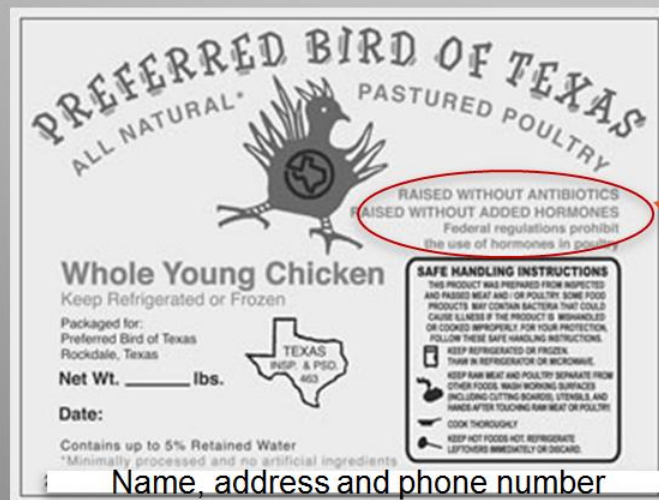 PREFERRED BIRD OF TEXAS
ALL NATURAL* PASTURED POULTRY
RAISED WITHOUT ANTIBIOTICS
RAISED WITHOUT ADDED HORMONES
Federal regulations prohibit
the use of hormones in poultry
Whole Young Chicken
Keep Refrigerated or Frozen
Packaged for:
Preferred Bird of Texas
Rockdale, Texas
Net Wt. ______ lbs.
Date:
TEXAS
INSP. & PSD.
463
Contains up to 5% Retained Water
*Minimally processed and no artificial ingredients
SAFE HANDLING INSTRUCTIONS
THIS PRODUCT WAS PREPARED FROM INSPECTED
AND PASSED MEAT AND / OR POULTRY. SOME FOOD
PRODUCTS MAY CONTAIN BACTERIA THAT COULD
CAUSE ILLNESS IF THE PRODUCT IS MISHANDLED
OR COOKED IMPROPERLY. FOR YOUR PROTECTION,
FOLLOW THESE SAFE HANDLING INSTRUCTIONS.
KEEP REFRIGERATED OR FROZEN.
THAW IN REFRIGERATOR OR MICROWAVE.
KEEP RAW MEAT AND POULTRY SEPARATE FROM
OTHER FOODS. WASH WORKING SURFACES
(INCLUDING CUTTING BOARDS), UTENSILS, AND
HANDS AFTER TOUCHING RAW MEAT OR POULTRY.
COOK THOROUGHLY
KEEP HOT FOODS HOT. REFRIGERATE
LEFTOVERS IMMEDIATELY OR DISCARD.
Name, address and phone number